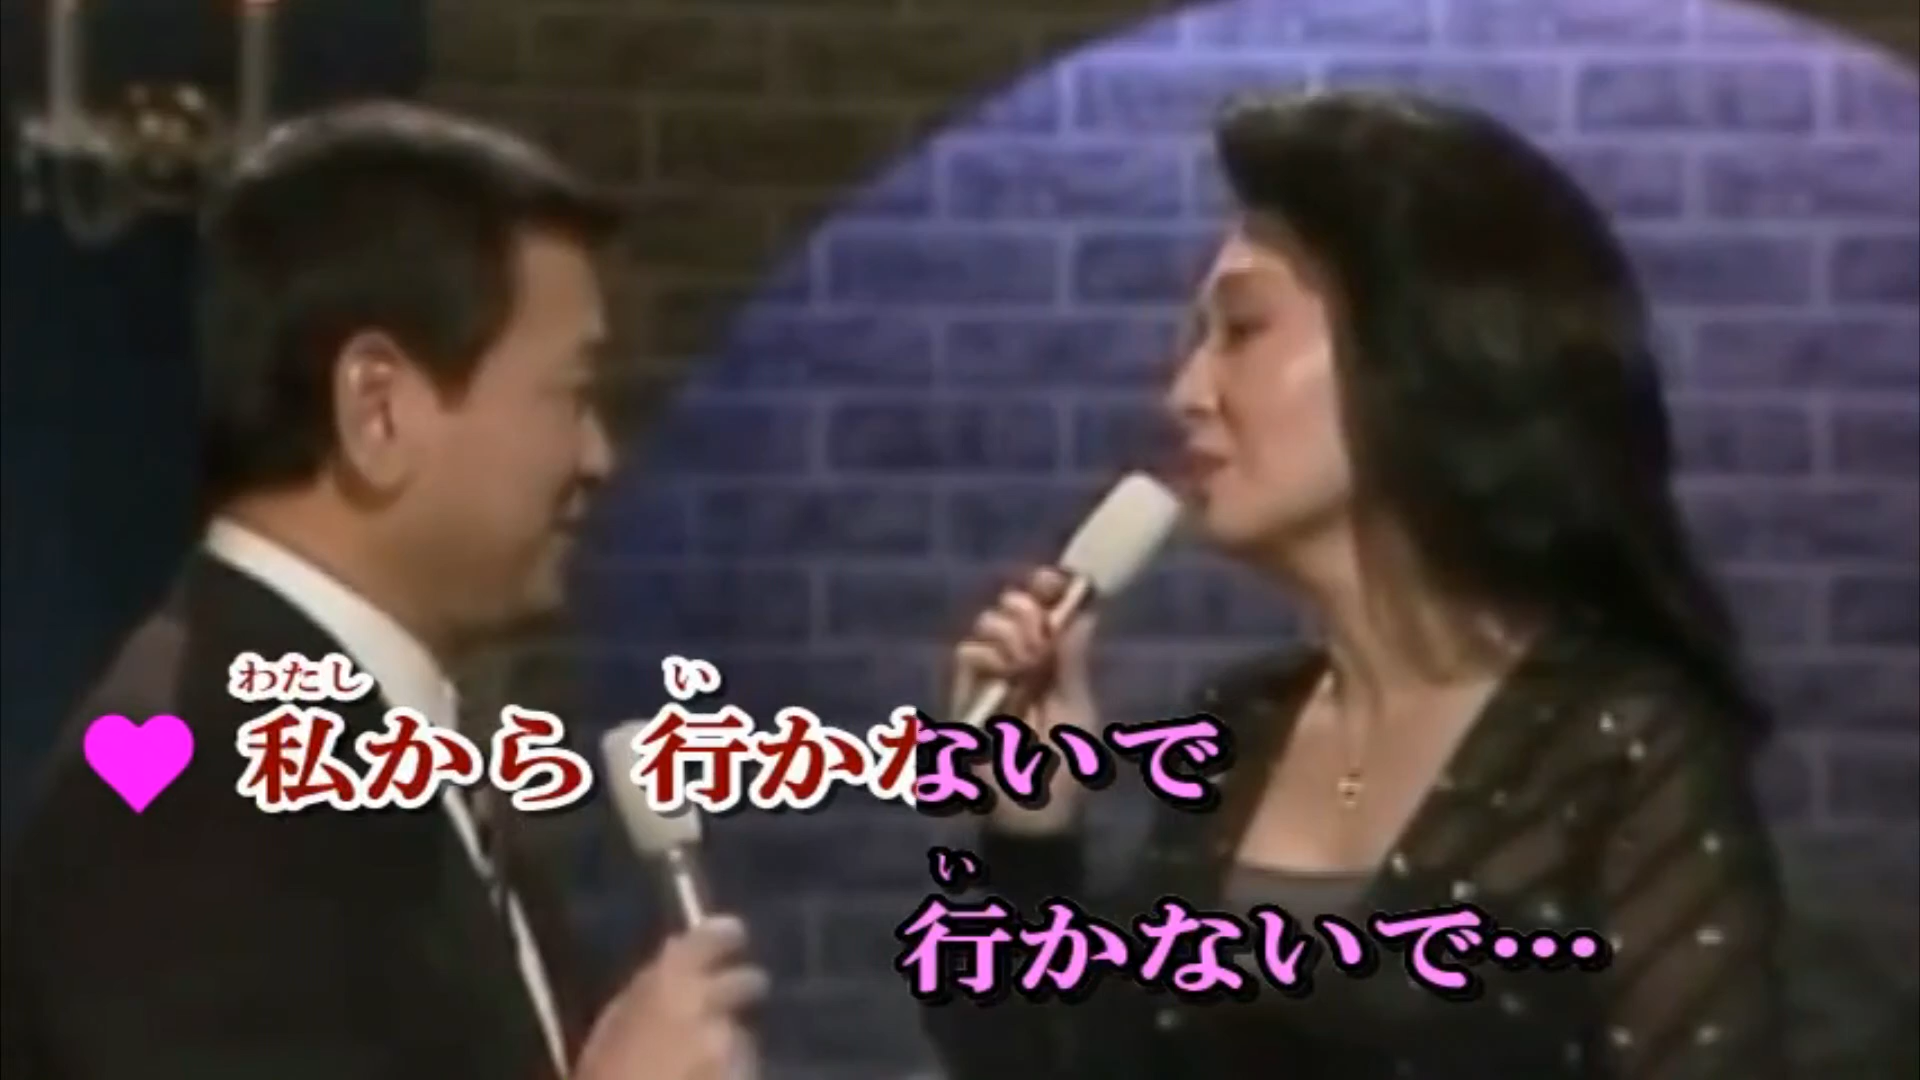 わたし い
私から 行かないで
い
行かないで…